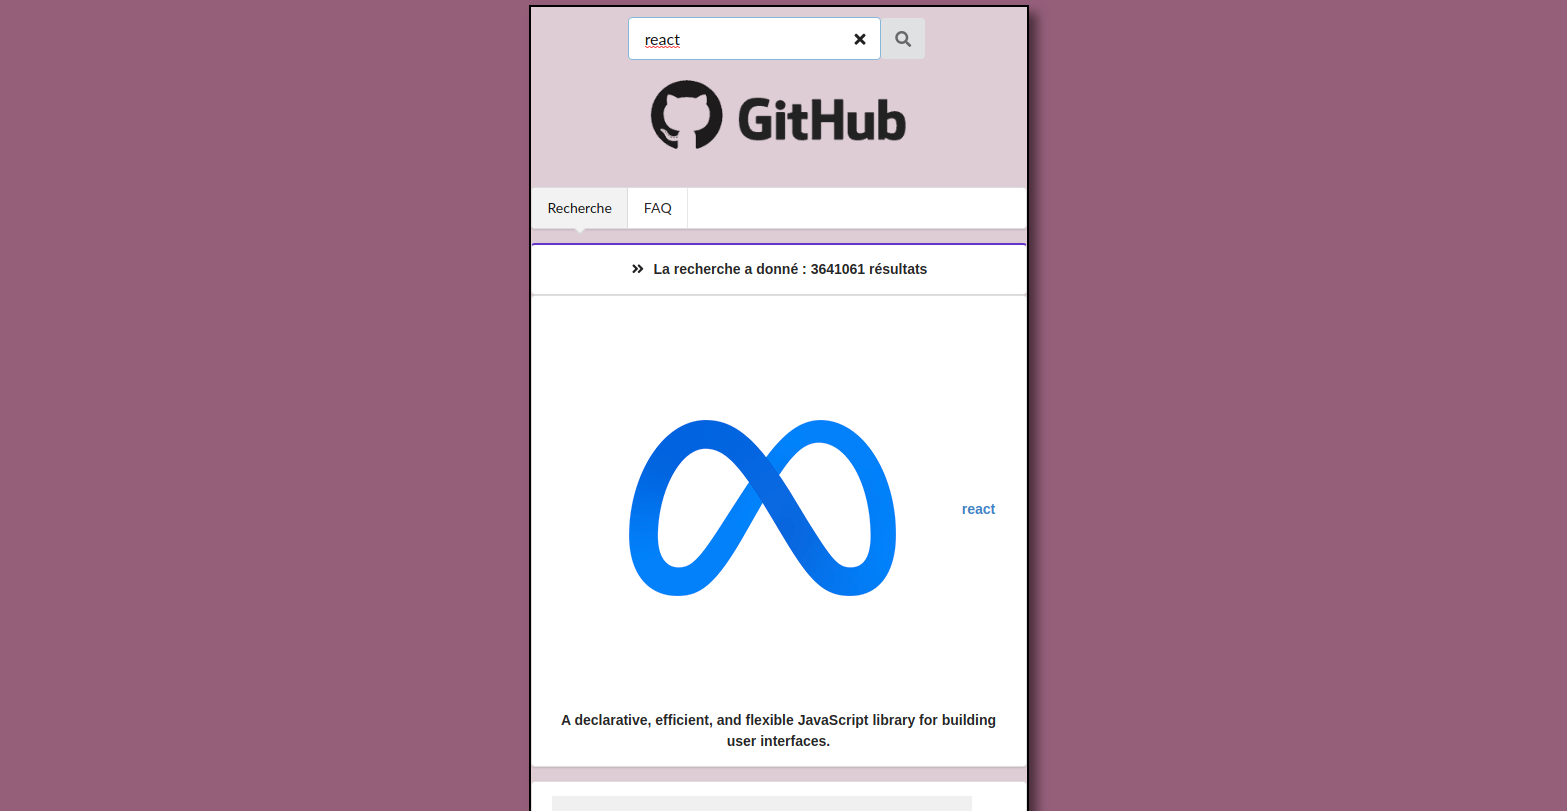 react
GitHub
Recherche FAQ
La recherche a donné : 3641061 résultats
react
A declarative, efficient, and flexible JavaScript library for building
user interfaces.